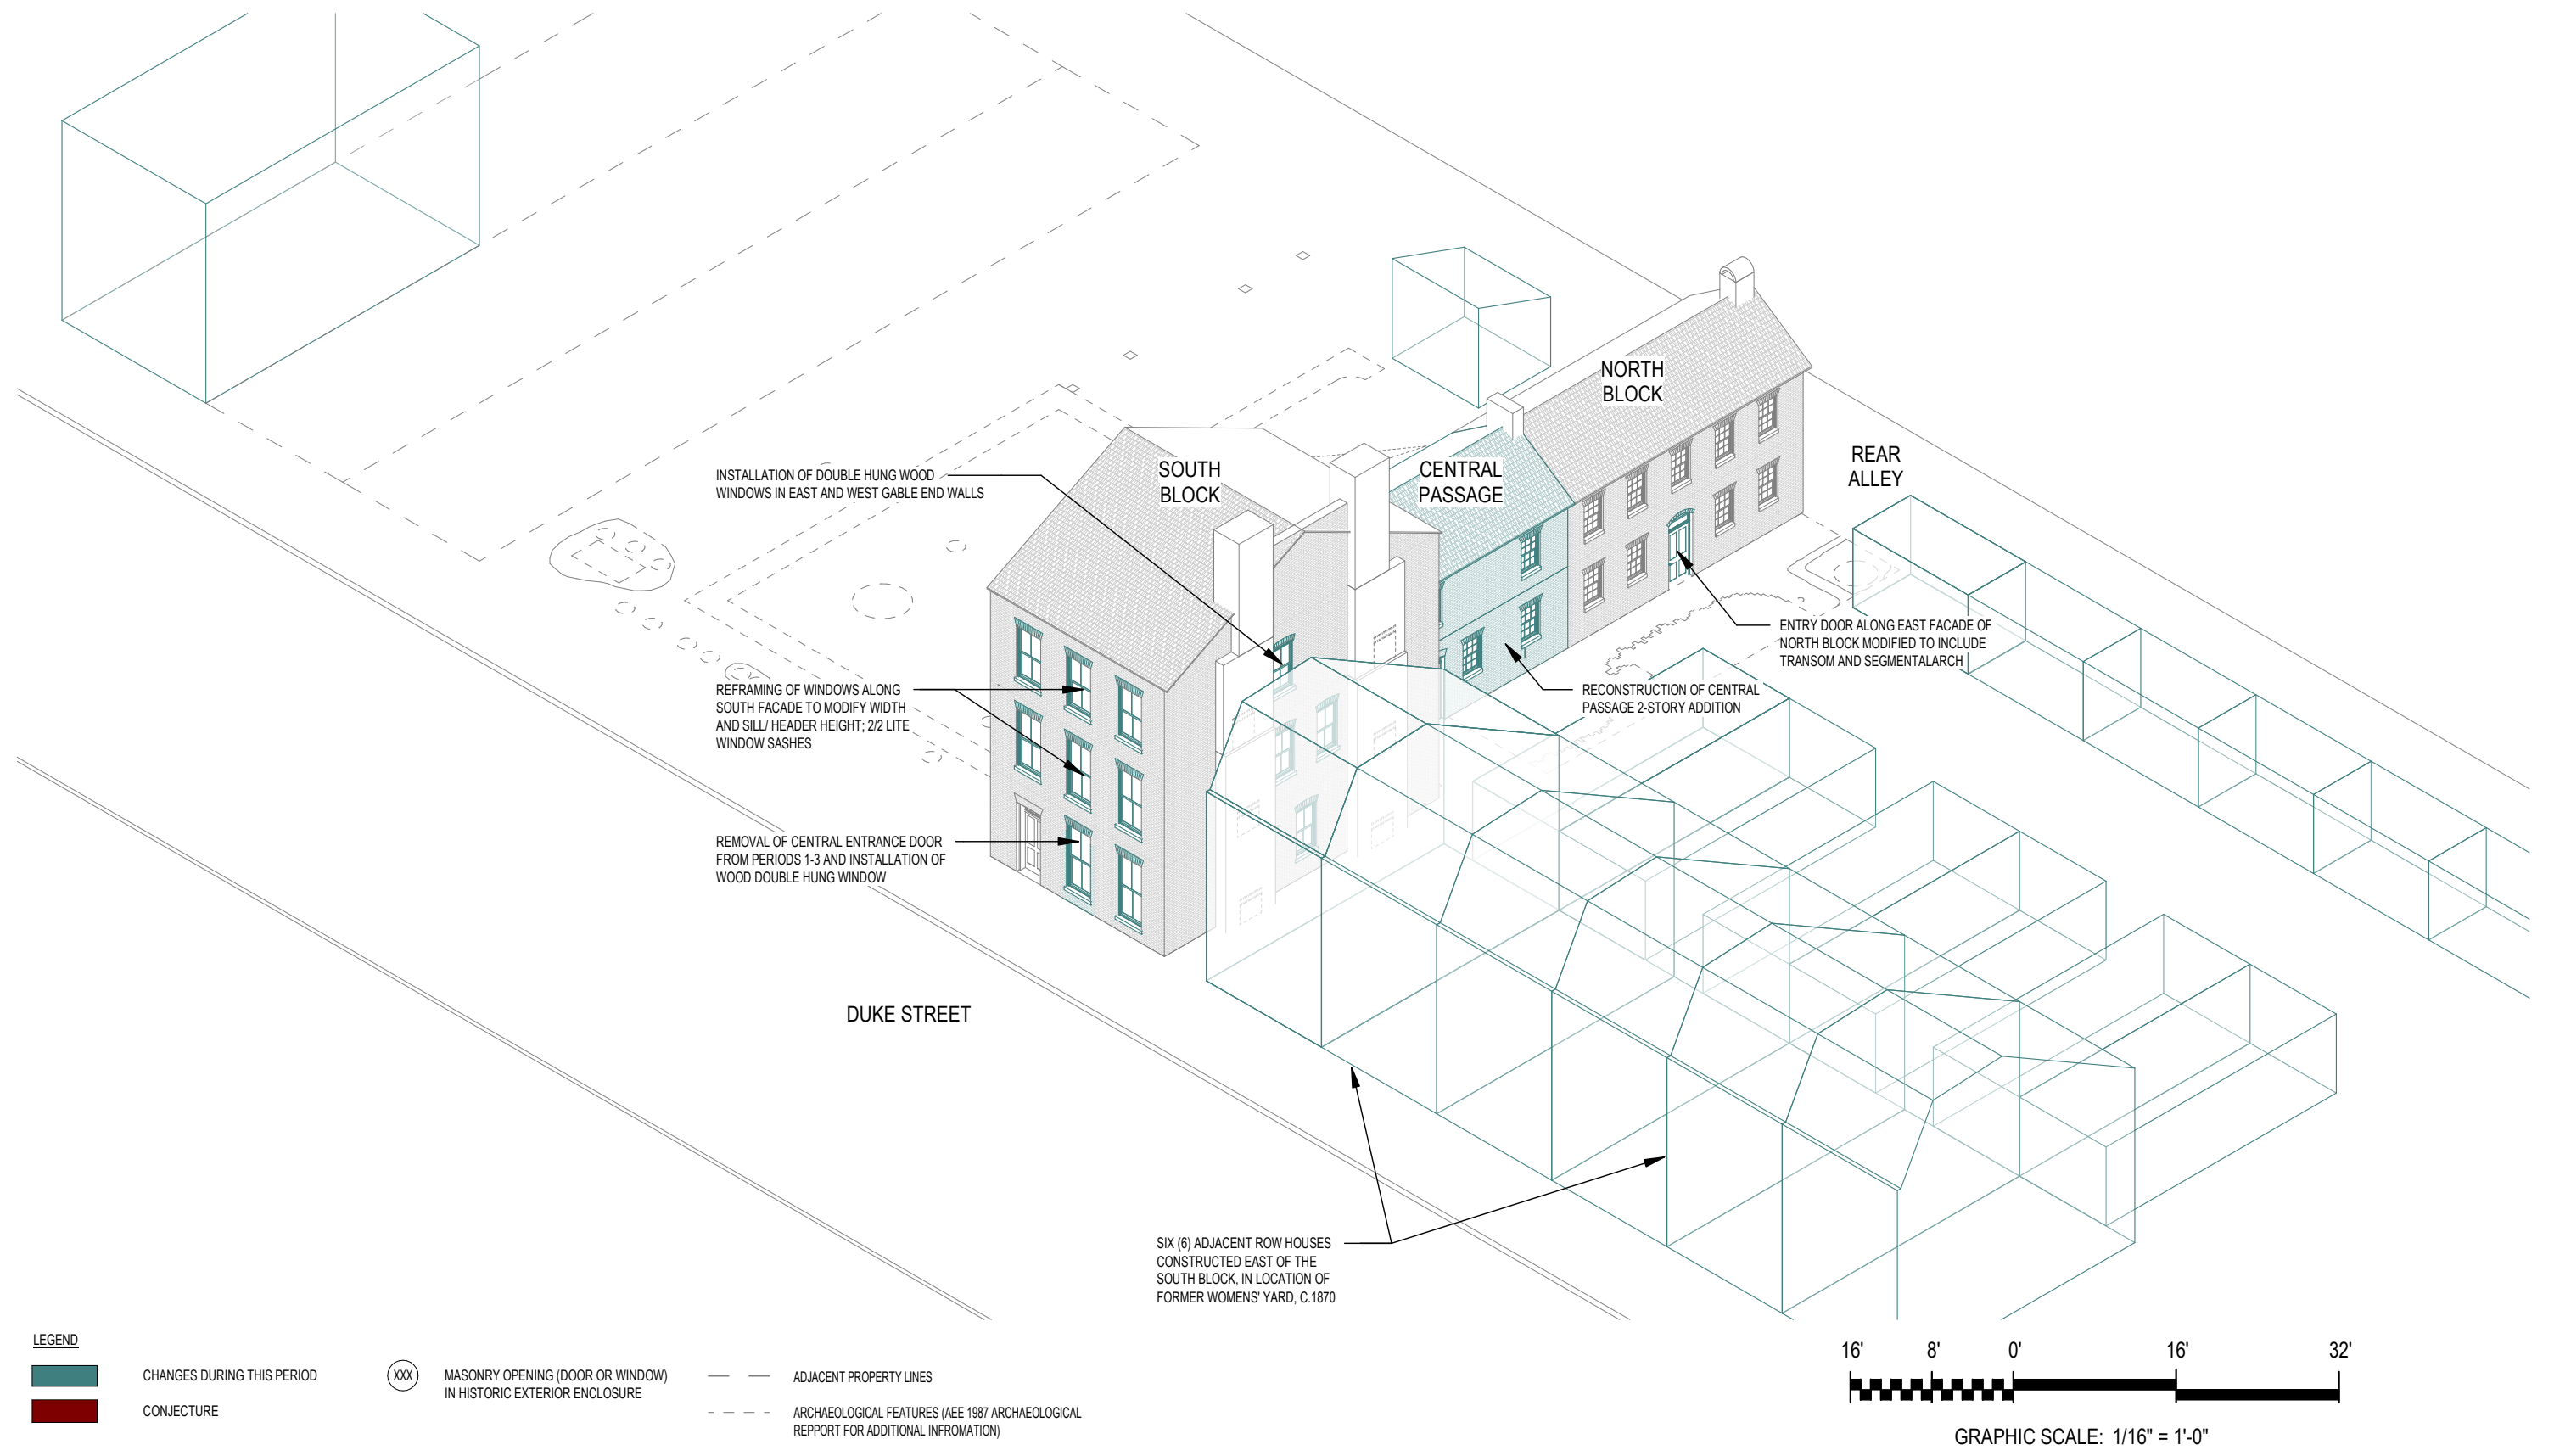 NORTH
BLOCK
REAR
ALLEY
SOUTH
BLOCK
CENTRAL
PASSAGE
INSTALLATION OF DOUBLE HUNG WOOD
WINDOWS IN EAST AND WEST GABLE END WALLS
ENTRY DOOR ALONG EAST FACADE OF
NORTH BLOCK MODIFIED TO INCLUDE
TRANSOM AND SEGMENTALARCH
REFRAMING OF WINDOWS ALONG
SOUTH FACADE TO MODIFY WIDTH
AND SILL/ HEADER HEIGHT; 2/2 LITE
WINDOW SASHES
RECONSTRUCTION OF CENTRAL
PASSAGE 2-STORY ADDITION
REMOVAL OF CENTRAL ENTRANCE DOOR
FROM PERIODS 1-3 AND INSTALLATION OF
WOOD DOUBLE HUNG WINDOW
DUKE STREET
SIX (6) ADJACENT ROW HOUSES
CONSTRUCTED EAST OF THE
SOUTH BLOCK, IN LOCATION OF
FORMER WOMENS' YARD, C.1870
LEGEND
CHANGES DURING THIS PERIOD
CONJECTURE
XXX
MASONRY OPENING (DOOR OR WINDOW)
IN HISTORIC EXTERIOR ENCLOSURE
ADJACENT PROPERTY LINES
ARCHAEOLOGICAL FEATURES (AEE 1987 ARCHAEOLOGICAL
REPPORT FOR ADDITIONAL INFROMATION)
16' 8' 0' 16' 32'
GRAPHIC SCALE: 1/16" = 1'-0"